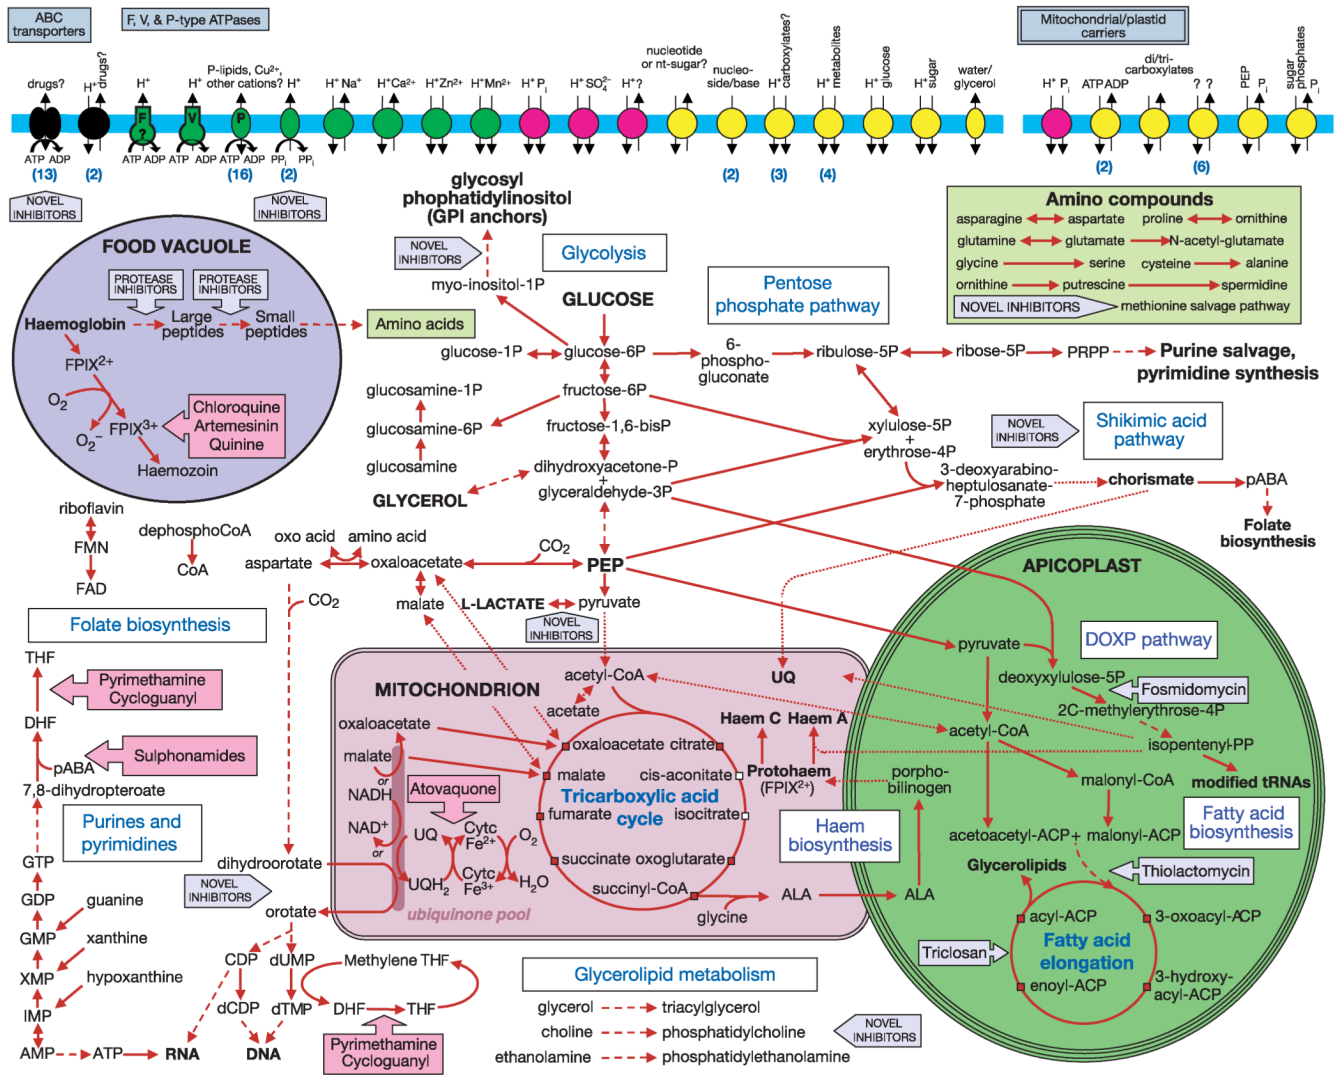 ABC
transporters
F, V, & P-type ATPases
Mitochondrial/plastid
carriers
drugs?
H⁺
drugs?
H⁺
H⁺
P-lipids, Cu²⁺,
other cations?
H⁺
H⁺ Na⁺
H⁺ Ca²⁺
H⁺ Zn²⁺
H⁺ Mn²⁺
H⁺ Pᵢ
H⁺ SO₄²⁻
H⁺ ?
nucleotide
or nt-sugar?
nucleo-
side/base
H⁺
carboxylates?
H⁺
metabolites
H⁺
glucose
H⁺
sugar
water/
glycerol
H⁺ Pᵢ
ATP ADP
di/tri-
carboxylates
? ?
PEP
Pᵢ
sugar
phosphates
Pᵢ
F
?
V
P
ATP ADP
ATP ADP
ATP ADP
ATP ADP
PPᵢ PPᵢ
(13)
(2)
(16)
(2)
(2)
(3)
(4)
(2)
(6)
NOVEL
INHIBITORS
NOVEL
INHIBITORS
glycosyl
phophatidylinositol
(GPI anchors)
NOVEL
INHIBITORS
myo-inositol-1P
Glycolysis
GLUCOSE
Pentose
phosphate pathway
Amino compounds
asparagine aspartate proline ornithine
glutamine glutamate N-acetyl-glutamate
glycine serine cysteine alanine
ornithine putrescine spermidine
NOVEL INHIBITORS methionine salvage pathway
FOOD VACUOLE
PROTEASE
INHIBITORS
PROTEASE
INHIBITORS
Haemoglobin
Large
peptides
Small
peptides
Amino acids
FPIX²⁺
O₂
O₂⁻
FPIX³⁺
Haemozoin
Chloroquine
Artemesinin
Quinine
glucose-1P
glucose-6P
6-
phospho-
gluconate
ribulose-5P
ribose-5P
PRPP
Purine salvage,
pyrimidine synthesis
glucosamine-1P
fructose-6P
glucosamine-6P
fructose-1,6-bisP
glucosamine
dihydroxyacetone-P
+
glyceraldehyde-3P
GLYCEROL
xylulose-5P
+
erythrose-4P
NOVEL
INHIBITORS
Shikimic acid
pathway
3-deoxyarabino-
heptulosanate-
7-phosphate
chorismate
pABA
Folate
biosynthesis
riboflavin
FMN
FAD
dephosphoCoA
CoA
oxo acid
amino acid
aspartate
oxaloacetate
CO₂
PEP
malate
L-LACTATE
pyruvate
NOVEL
INHIBITORS
CO₂
Folate biosynthesis
THF
Pyrimethamine
Cycloguanyl
DHF
pABA
Sulphonamides
7,8-dihydropteroate
Purines and
pyrimidines
GTP
GDP
guanine
GMP
xanthine
XMP
hypoxanthine
IMP
AMP
ATP
RNA
DNA
dihydroorotate
NOVEL
INHIBITORS
orotate
CDP
dUMP
dCDP
dTMP
Methylene THF
DHF
THF
Pyrimethamine
Cycloguanyl
MITOCHONDRION
acetyl-CoA
acetate
oxaloacetate
malate
or
NADH
NAD⁺
or
Atovaquone
UQ
UQH₂
Cytc
Fe²⁺
Cytc
Fe³⁺
O₂
H₂O
ubiquinone pool
oxaloacetate
citrate
malate
cis-aconitate
Tricarboxylic acid
cycle
fumarate
isocitrate
succinate
oxoglutarate
succinyl-CoA
glycine
ALA
ALA
UQ
Haem C
Haem A
Protohaem
(FPIX²⁺)
porpho-
bilinogen
Haem
biosynthesis
APICOPLAST
pyruvate
DOXP pathway
deoxyxylulose-5P
Fosmidomycin
2C-methylerythrose-4P
acetyl-CoA
isopentenyl-PP
modified tRNAs
malonyl-CoA
Fatty acid
biosynthesis
acetoacetyl-ACP
+
malonyl-ACP
Glycerolipids
Thiolactomycin
acyl-ACP
3-oxoacyl-ACP
Triclosan
Fatty acid
elongation
enoyl-ACP
3-hydroxy-
acyl-ACP
Glycerolipid metabolism
glycerol triacylglycerol
choline phosphatidylcholine
ethanolamine phosphatidylethanolamine
NOVEL
INHIBITORS